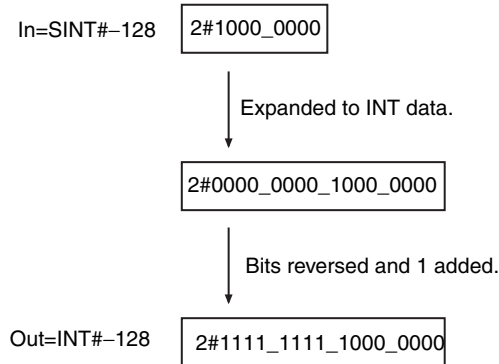 In=SINT#−128 2#1000_0000
Expanded to INT data.
2#0000_0000_1000_0000
Bits reversed and 1 added.
Out=INT#−128 2#1111_1111_1000_0000